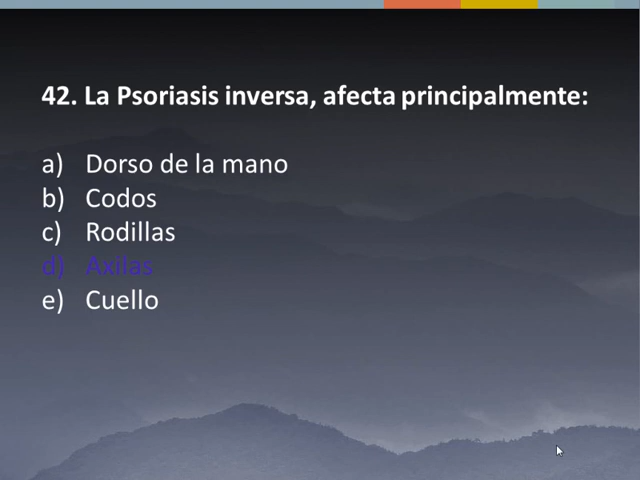 42. La Psoriasis inversa, afecta principalmente:
a) Dorso de la mano
b) Codos
c) Rodillas
d) Axilas
e) Cuello